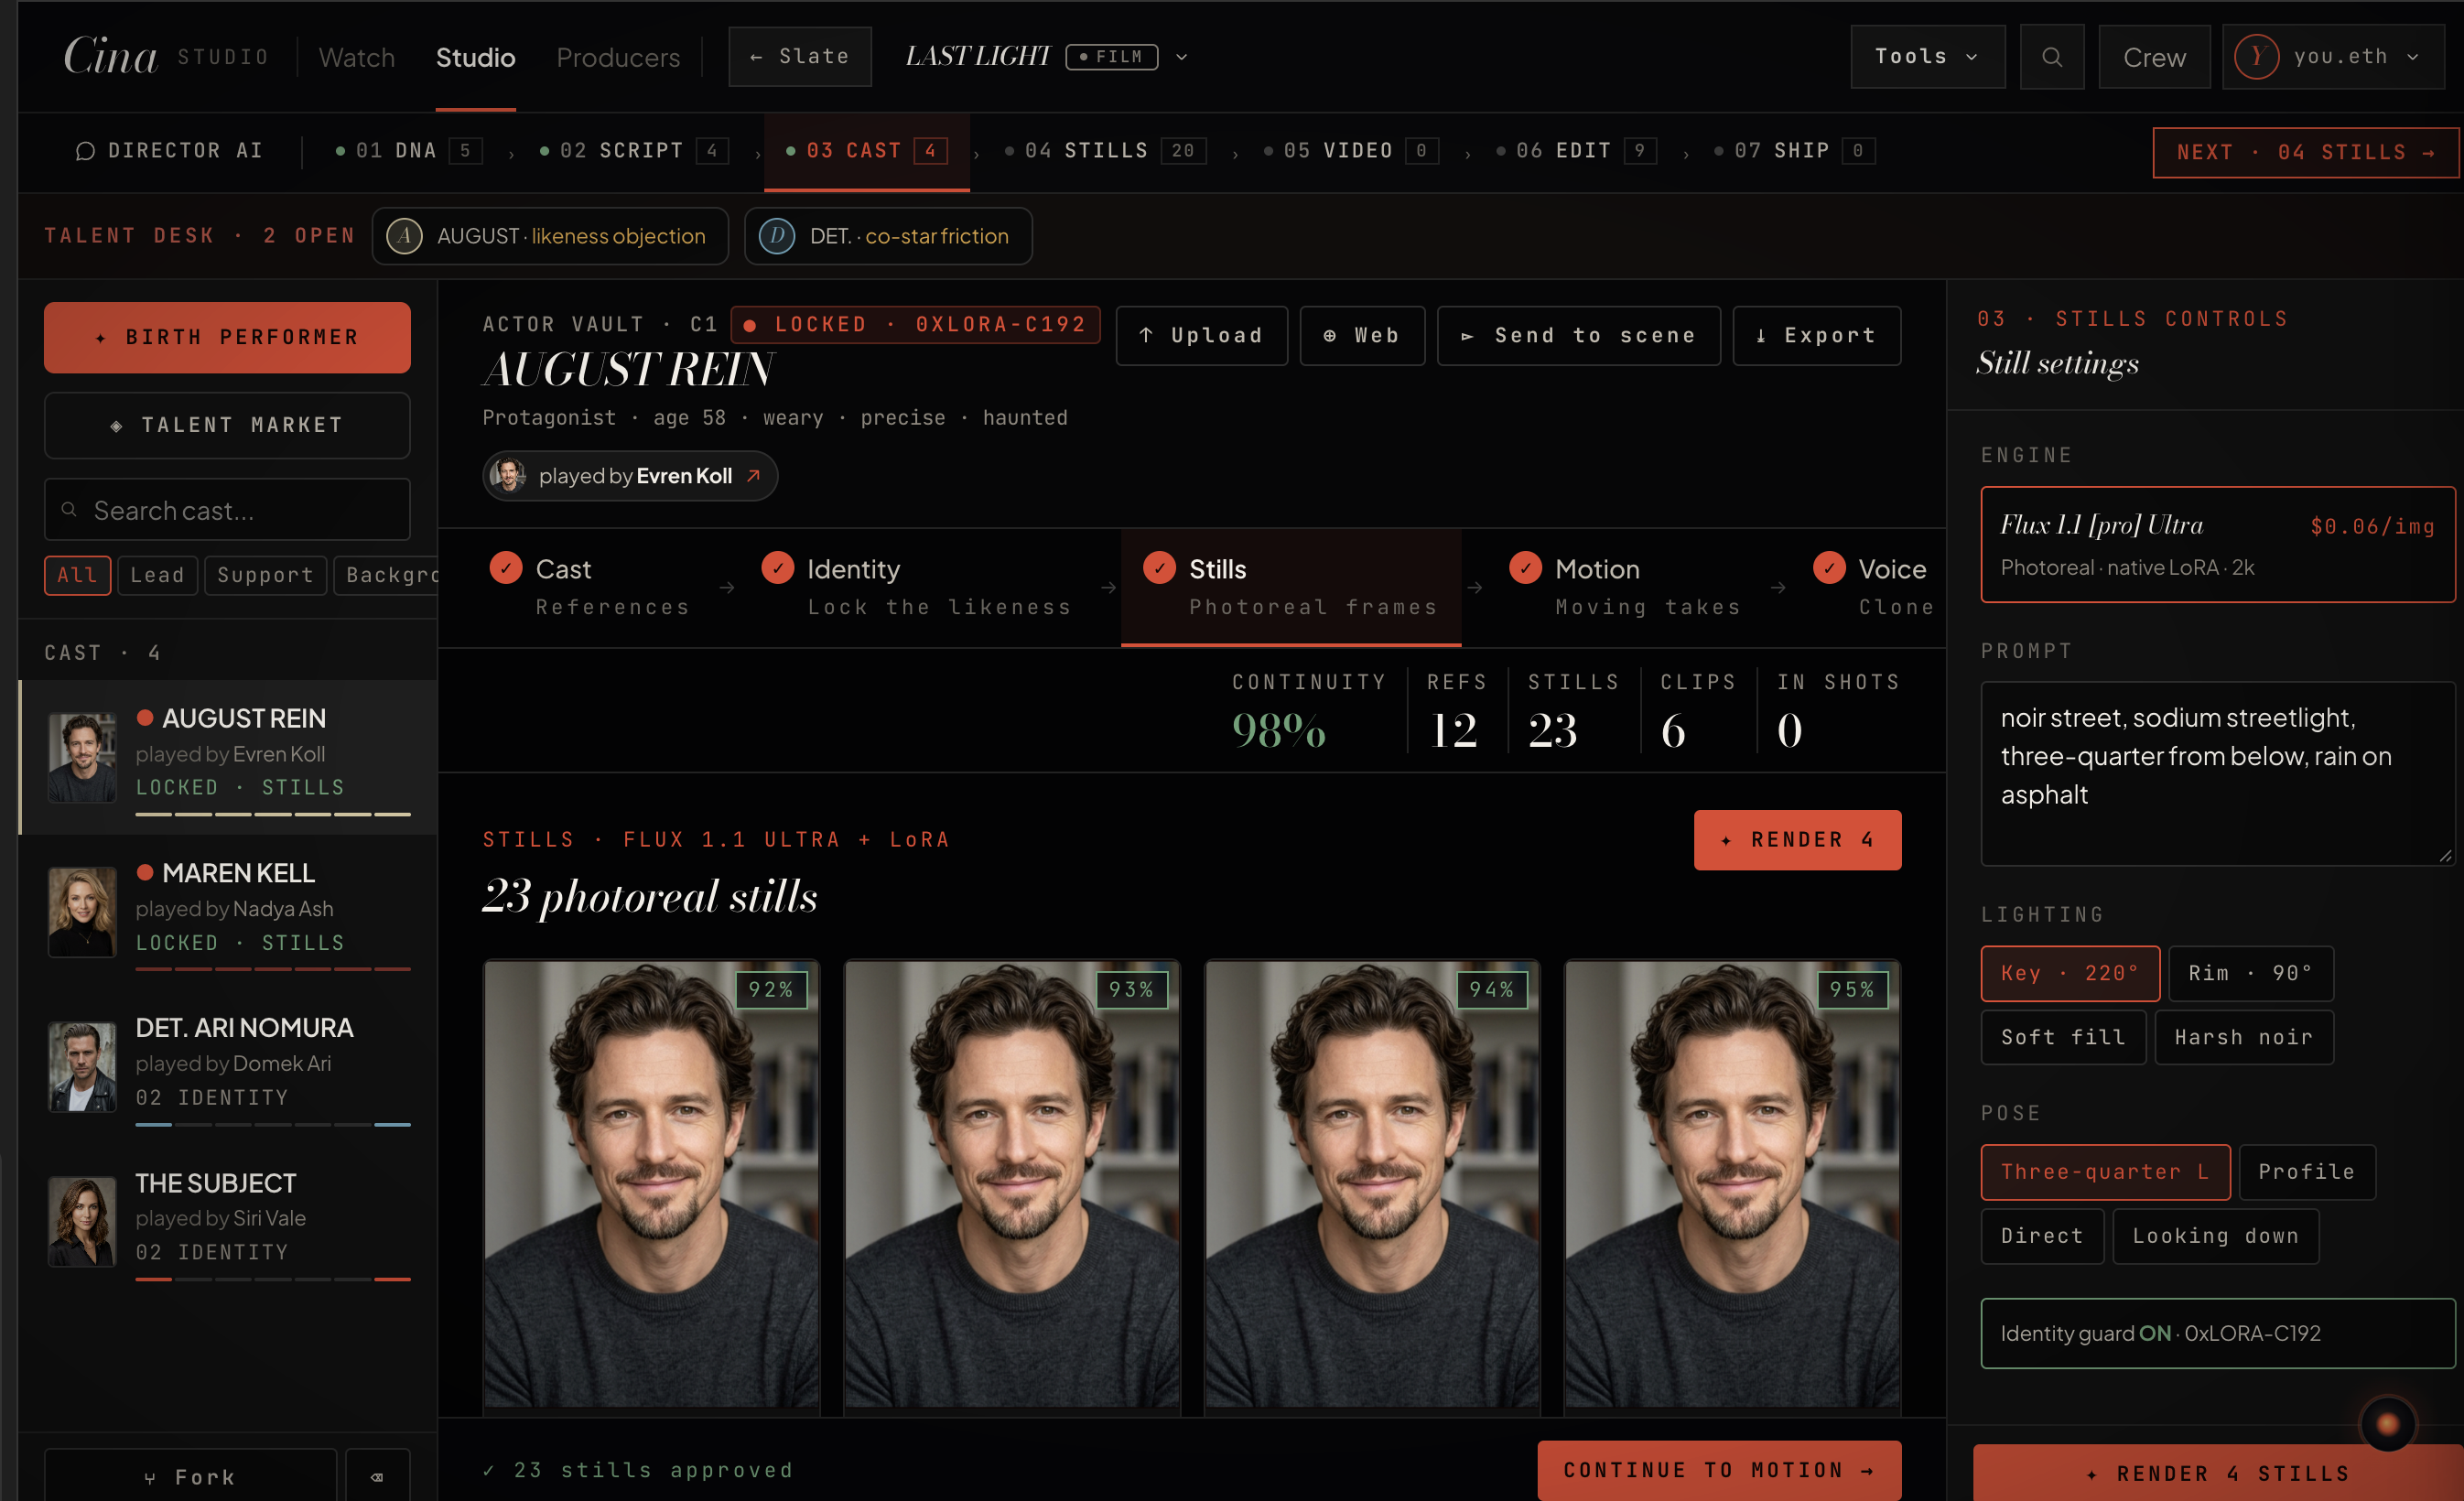 Cina STUDIO Watch Studio Producers ← Slate LAST LIGHT • FILM Tools Crew Y you.eth
DIRECTOR AI • 01 DNA 5 › • 02 SCRIPT 4 › • 03 CAST 4 › • 04 STILLS 20 › • 05 VIDEO 0 › • 06 EDIT 9 › • 07 SHIP 0 NEXT · 04 STILLS →
TALENT DESK · 2 OPEN A AUGUST · likeness objection D DET. · co-star friction
✦ BIRTH PERFORMER
◈ TALENT MARKET
Search cast...
All Lead Support Backgro
CAST · 4
AUGUST REIN
played by Evren Koll
LOCKED · STILLS
MAREN KELL
played by Nadya Ash
LOCKED · STILLS
DET. ARI NOMURA
played by Domek Ari
02 IDENTITY
THE SUBJECT
played by Siri Vale
02 IDENTITY
⑂ Fork ⌫
ACTOR VAULT · C1 ● LOCKED · 0XLORA-C192 ↑ Upload ⊕ Web ► Send to scene ⤓ Export
AUGUST REIN
Protagonist · age 58 · weary · precise · haunted
played by Evren Koll ↗
✓ Cast → ✓ Identity → ✓ Stills → ✓ Motion → ✓ Voice
References Lock the likeness Photoreal frames Moving takes Clone
CONTINUITY REFS STILLS CLIPS IN SHOTS
98% 12 23 6 0
STILLS · FLUX 1.1 ULTRA + LoRA ✦ RENDER 4
23 photoreal stills
92% 93% 94% 95%
✓ 23 stills approved CONTINUE TO MOTION →
03 · STILLS CONTROLS
Still settings
ENGINE
Flux 1.1 [pro] Ultra $0.06/img
Photoreal · native LoRA · 2k
PROMPT
noir street, sodium streetlight,
three-quarter from below, rain on
asphalt
LIGHTING
Key · 220° Rim · 90°
Soft fill Harsh noir
POSE
Three-quarter L Profile
Direct Looking down
Identity guard ON · 0xLORA-C192
✦ RENDER 4 STILLS